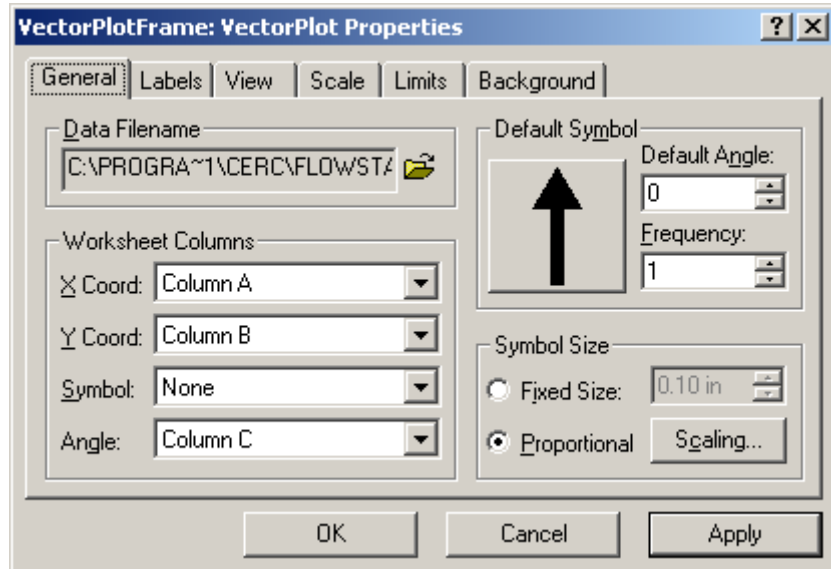 VectorPlotFrame: VectorPlot Properties
General Labels View Scale Limits Background
Data Filename
C:\PROGRA~1\CERC\FLOWSTA
Worksheet Columns
X Coord: Column A
Y Coord: Column B
Symbol: None
Angle: Column C
Default Symbol
Default Angle:
0
Frequency:
1
Symbol Size
Fixed Size: 0.10 in
Proportional Scaling...
OK Cancel Apply